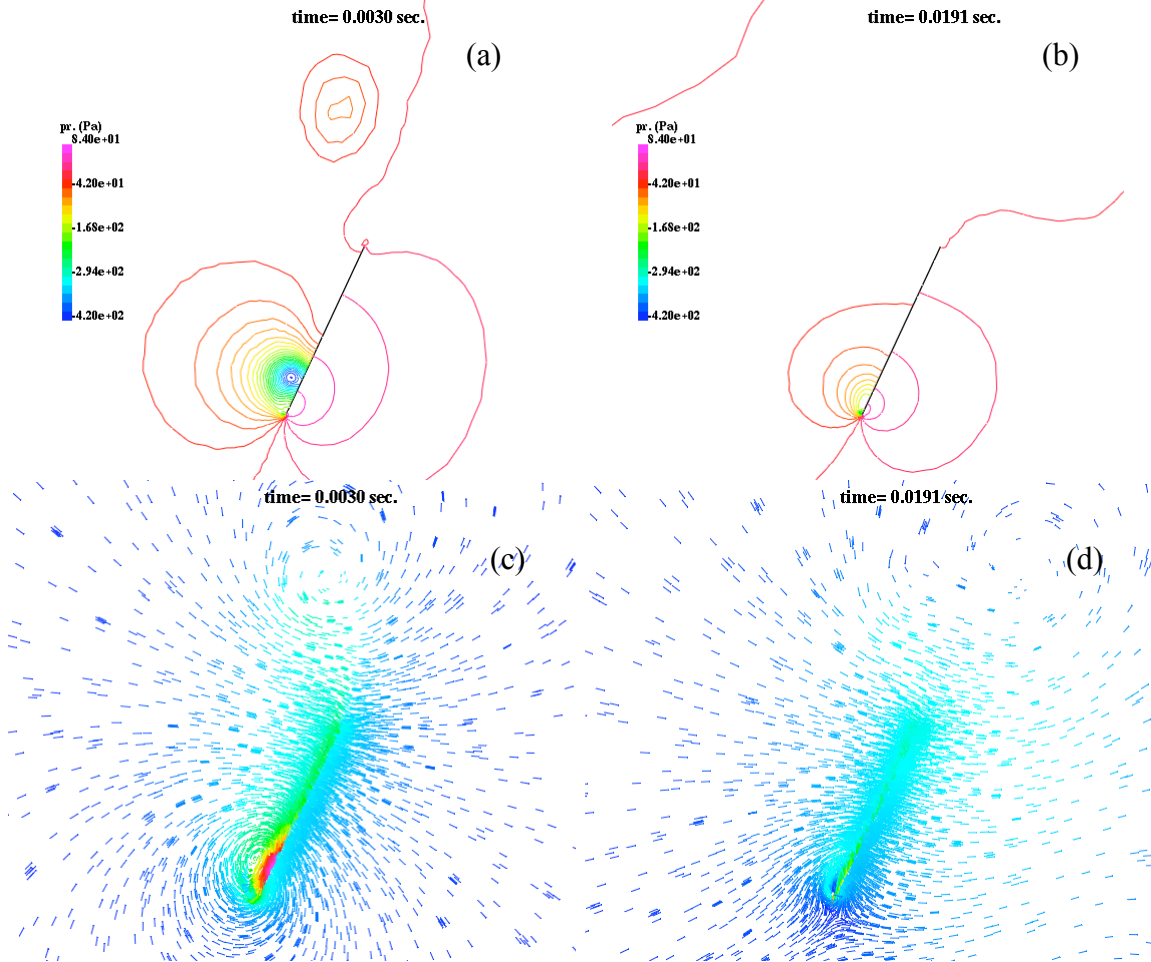 time= 0.0030 sec.
(a)
pr. (Pa)
8.40e+01
-4.20e+01
-1.68e+02
-2.94e+02
-4.20e+02
time= 0.0191 sec.
(b)
pr. (Pa)
8.40e+01
-4.20e+01
-1.68e+02
-2.94e+02
-4.20e+02
time= 0.0030 sec.
(c)
time= 0.0191 sec.
(d)